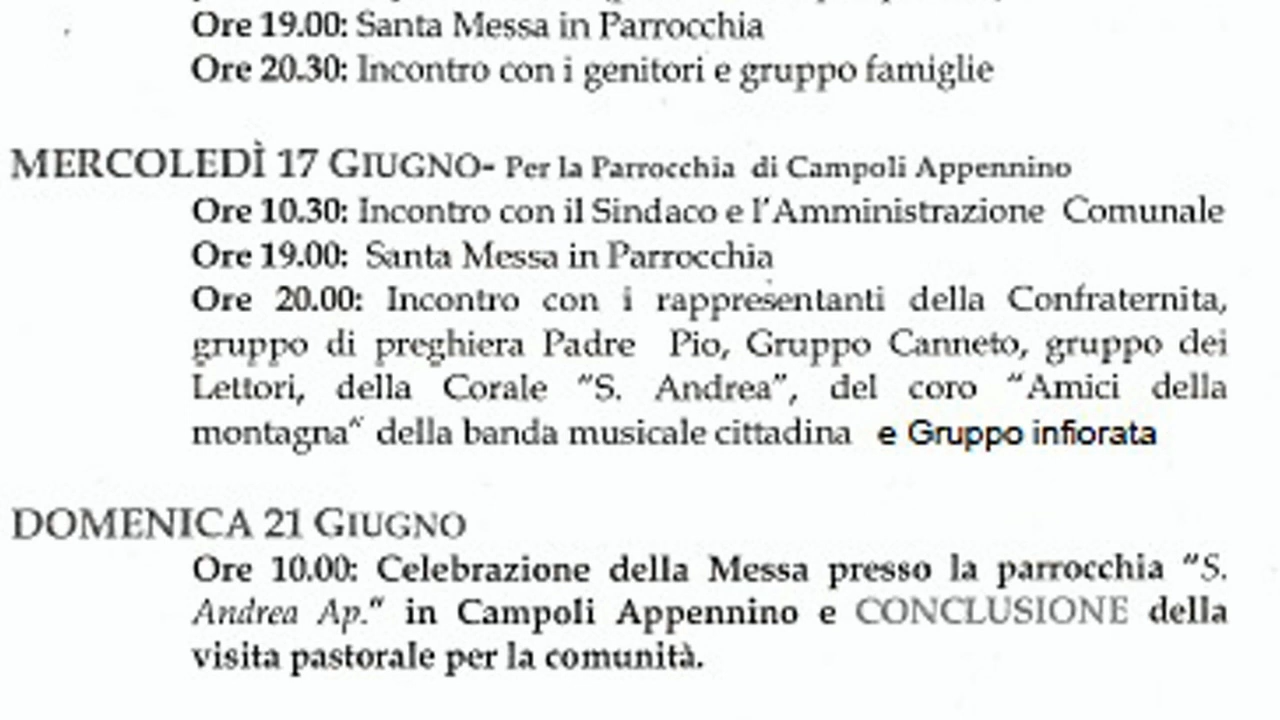 Ore 19.00: Santa Messa in Parrocchia
Ore 20.30: Incontro con i genitori e gruppo famiglie
MERCOLEDÌ 17 GIUGNO- Per la Parrocchia di Campoli Appennino
Ore 10.30: Incontro con il Sindaco e l'Amministrazione Comunale
Ore 19.00: Santa Messa in Parrocchia
Ore 20.00: Incontro con i rappresentanti della Confraternita,
gruppo di preghiera Padre Pio, Gruppo Canneto, gruppo dei
Lettori, della Corale "S. Andrea", del coro "Amici della
montagna" della banda musicale cittadina e Gruppo infiorata
DOMENICA 21 GIUGNO
Ore 10.00: Celebrazione della Messa presso la parrocchia "S.
Andrea Ap." in Campoli Appennino e CONCLUSIONE della
visita pastorale per la comunità.